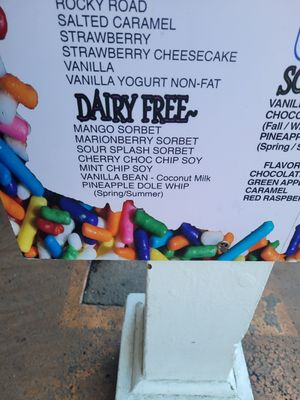 ROCKY ROAD
SALTED CARAMEL
STRAWBERRY
STRAWBERRY CHEESECAKE
VANILLA
VANILLA YOGURT NON-FAT
DAIRY FREE~
MANGO SORBET
MARIONBERRY SORBET
SOUR SPLASH SORBET
CHERRY CHOC CHIP SOY
MINT CHIP SOY
VANILLA BEAN - Coconut Milk
PINEAPPLE DOLE WHIP
(Spring/Summer)
VANILL
CHOCO
(Fall / W
PINEAPP
(Spring / S
FLAVOR
CHOCOLAT
GREEN APP
CARAMEL
RED RASPBE